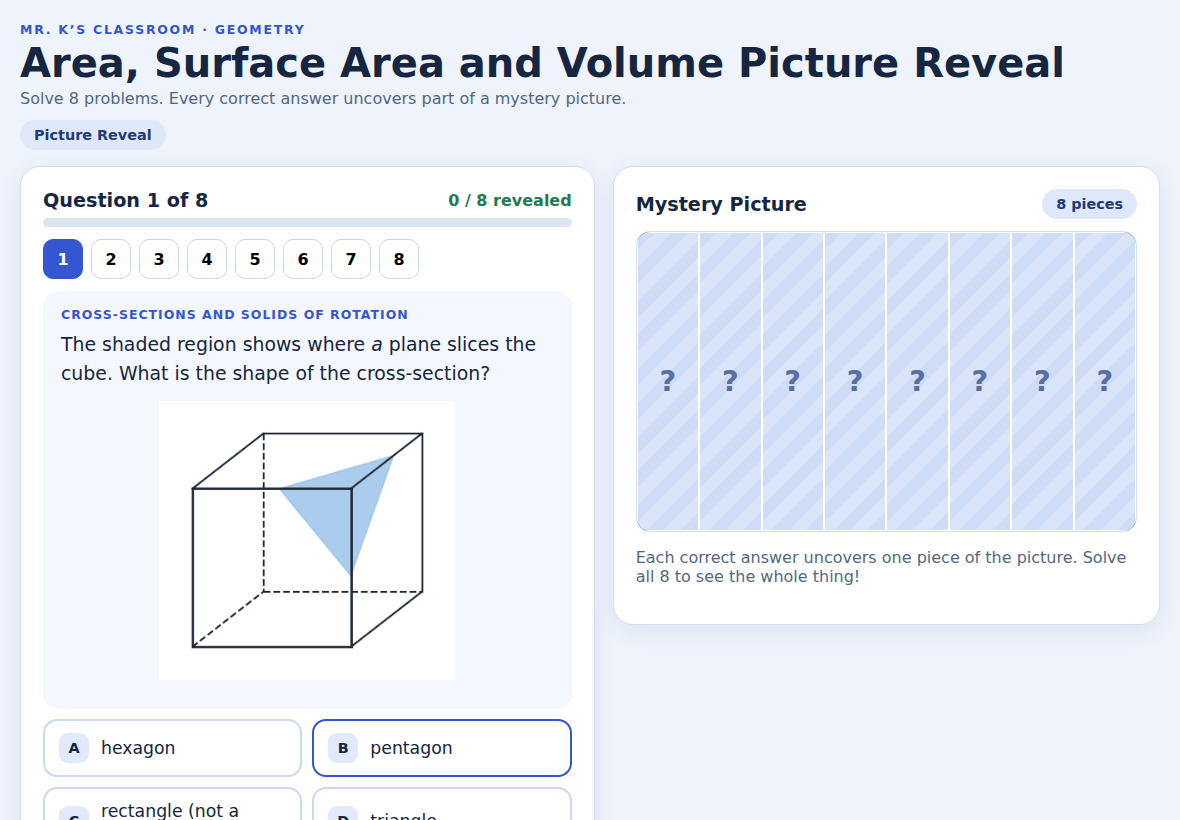 MR. K’S CLASSROOM · GEOMETRY
Area, Surface Area and Volume Picture Reveal
Solve 8 problems. Every correct answer uncovers part of a mystery picture.
Picture Reveal
Question 1 of 8
0 / 8 revealed
1 2 3 4 5 6 7 8
CROSS-SECTIONS AND SOLIDS OF ROTATION
The shaded region shows where a plane slices the
cube. What is the shape of the cross-section?
A hexagon
B pentagon
C rectangle (not a
D triangle
Mystery Picture
8 pieces
? ? ? ? ? ? ? ?
Each correct answer uncovers one piece of the picture. Solve
all 8 to see the whole thing!